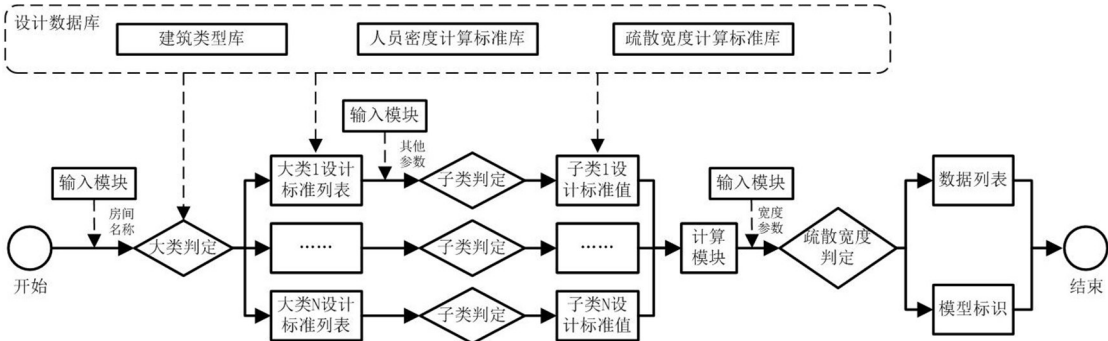 设计数据库
建筑类型库
人员密度计算标准库
疏散宽度计算标准库
输入模块
房间
名称
开始
大类判定
大类1设计
标准列表
……
大类N设计
标准列表
输入模块
其他
参数
子类判定
子类判定
子类判定
子类1设
计标准值
……
子类N设
计标准值
计算
模块
输入模块
宽度
参数
疏散宽度
判定
数据列表
模型标识
结束